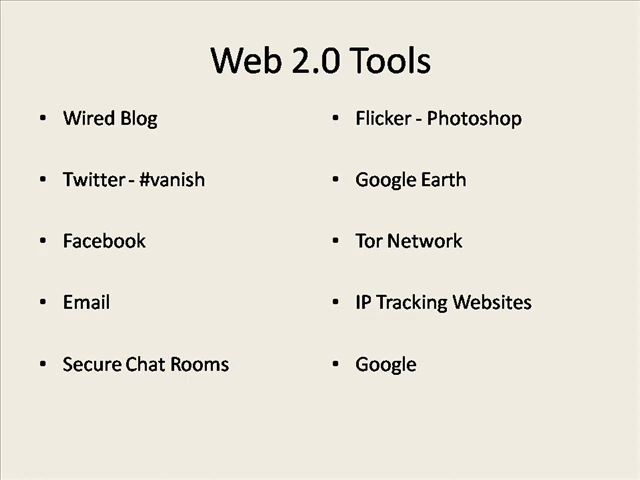 Web 2.0 Tools
• Wired Blog
• Twitter - #vanish
• Facebook
• Email
• Secure Chat Rooms
• Flicker - Photoshop
• Google Earth
• Tor Network
• IP Tracking Websites
• Google